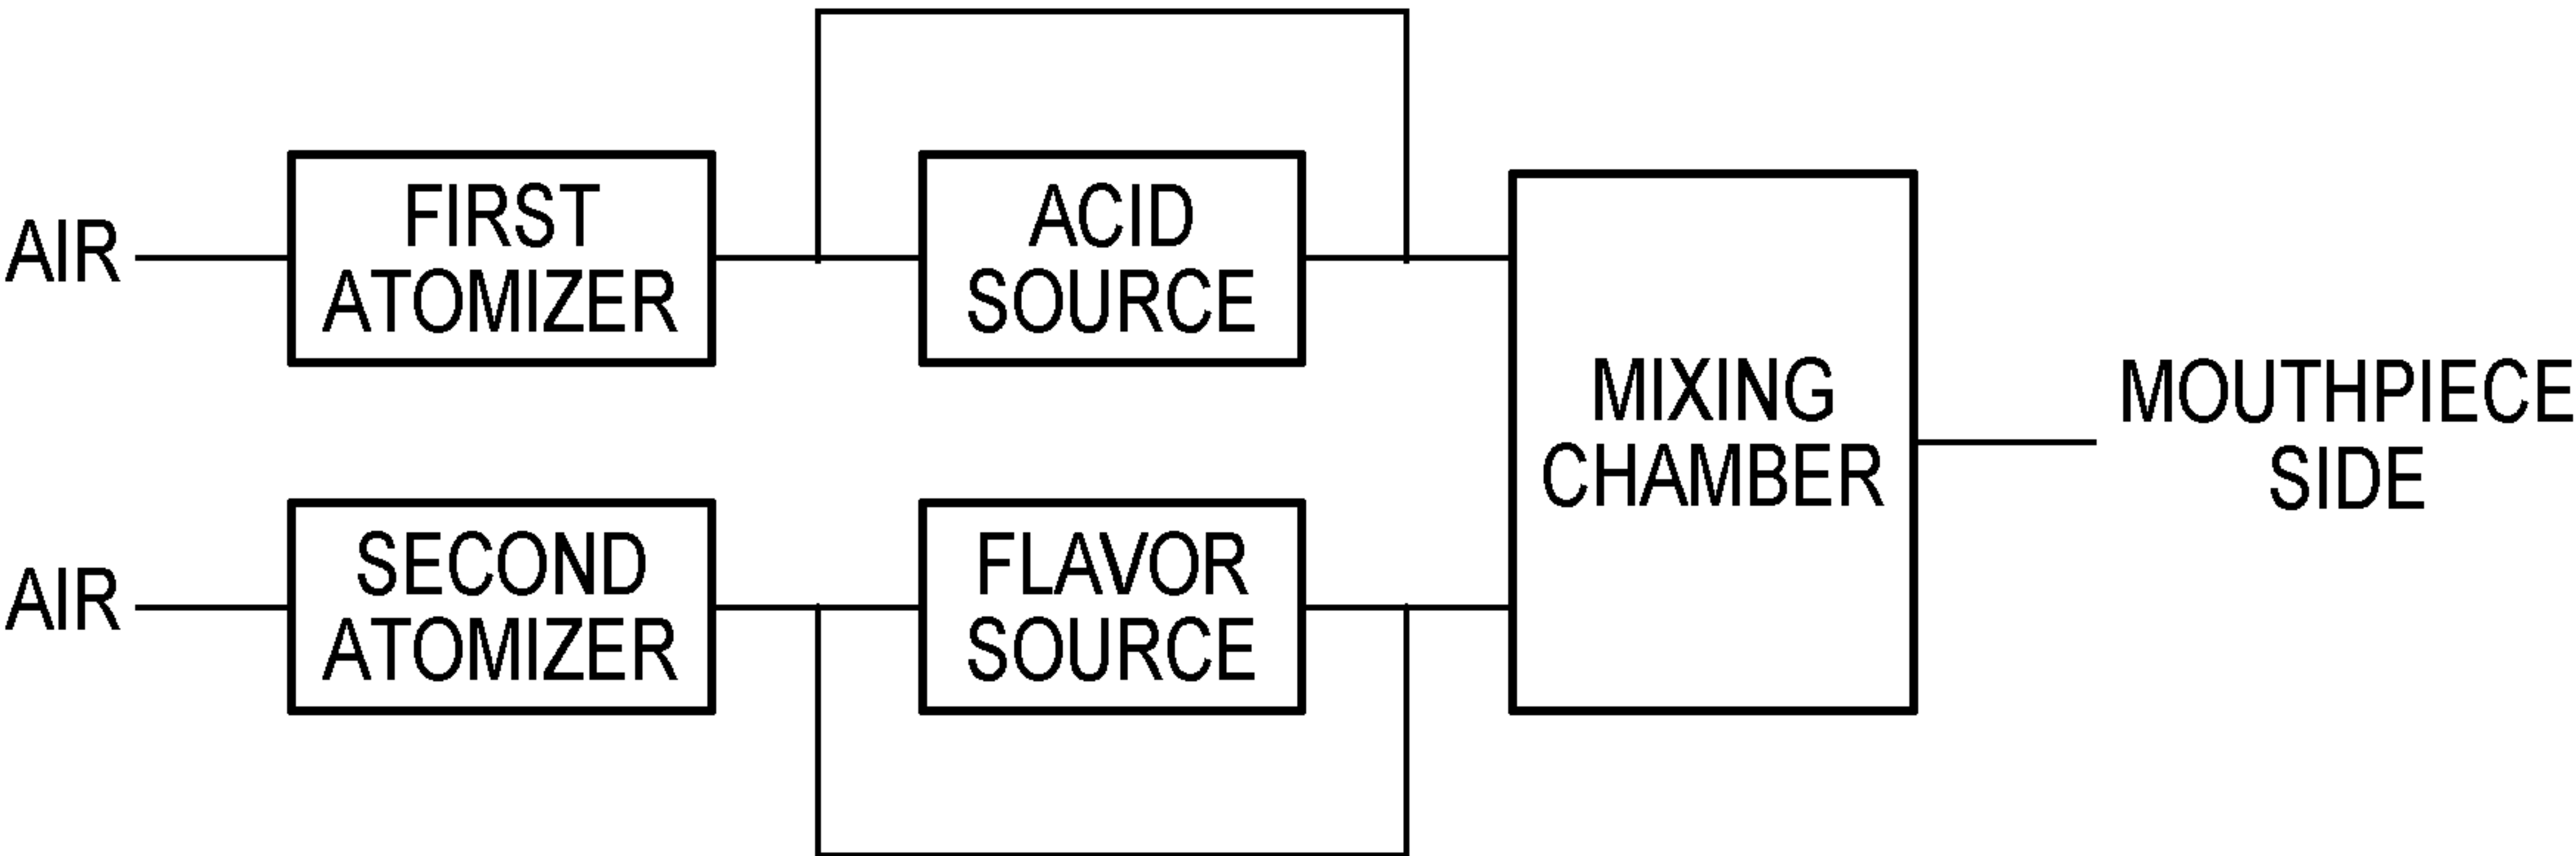 AIR
FIRST
ATOMIZER
ACID
SOURCE
AIR
SECOND
ATOMIZER
FLAVOR
SOURCE
MIXING
CHAMBER
MOUTHPIECE
SIDE